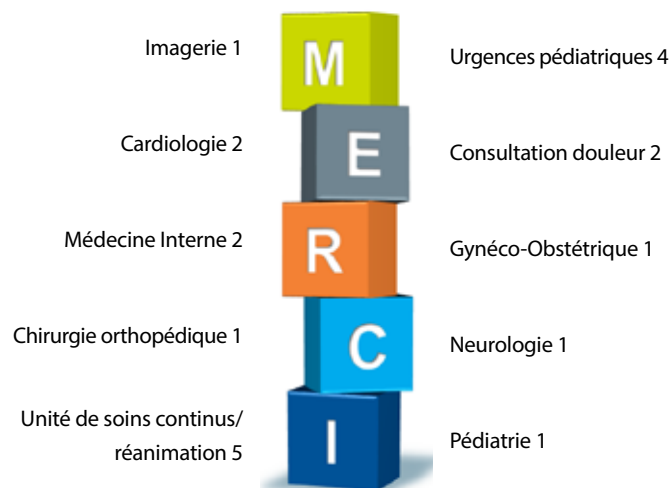 Imagerie 1
Cardiologie 2
Médecine Interne 2
Chirurgie orthopédique 1
Unité de soins continus/
réanimation 5
M
E
R
C
I
Urgences pédiatriques 4
Consultation douleur 2
Gynéco-Obstétrique 1
Neurologie 1
Pédiatrie 1